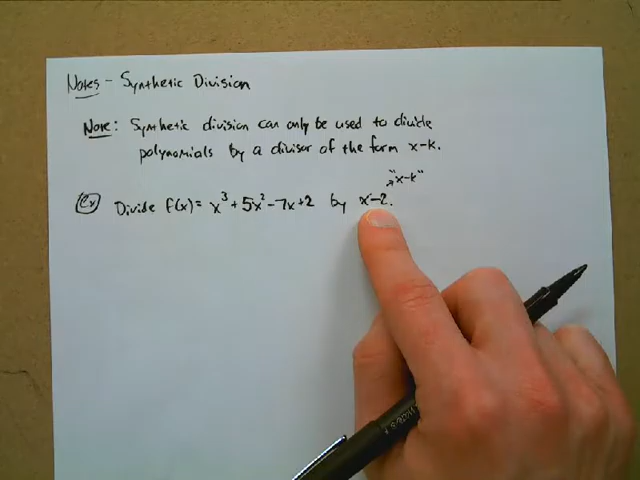 Notes - Synthetic Division
Note: Synthetic division can only be used to divide
polynomials by a divisor of the form x-k.
"x-k"
Ex Divide f(x) = x³ + 5x² - 7x + 2 by x-2.